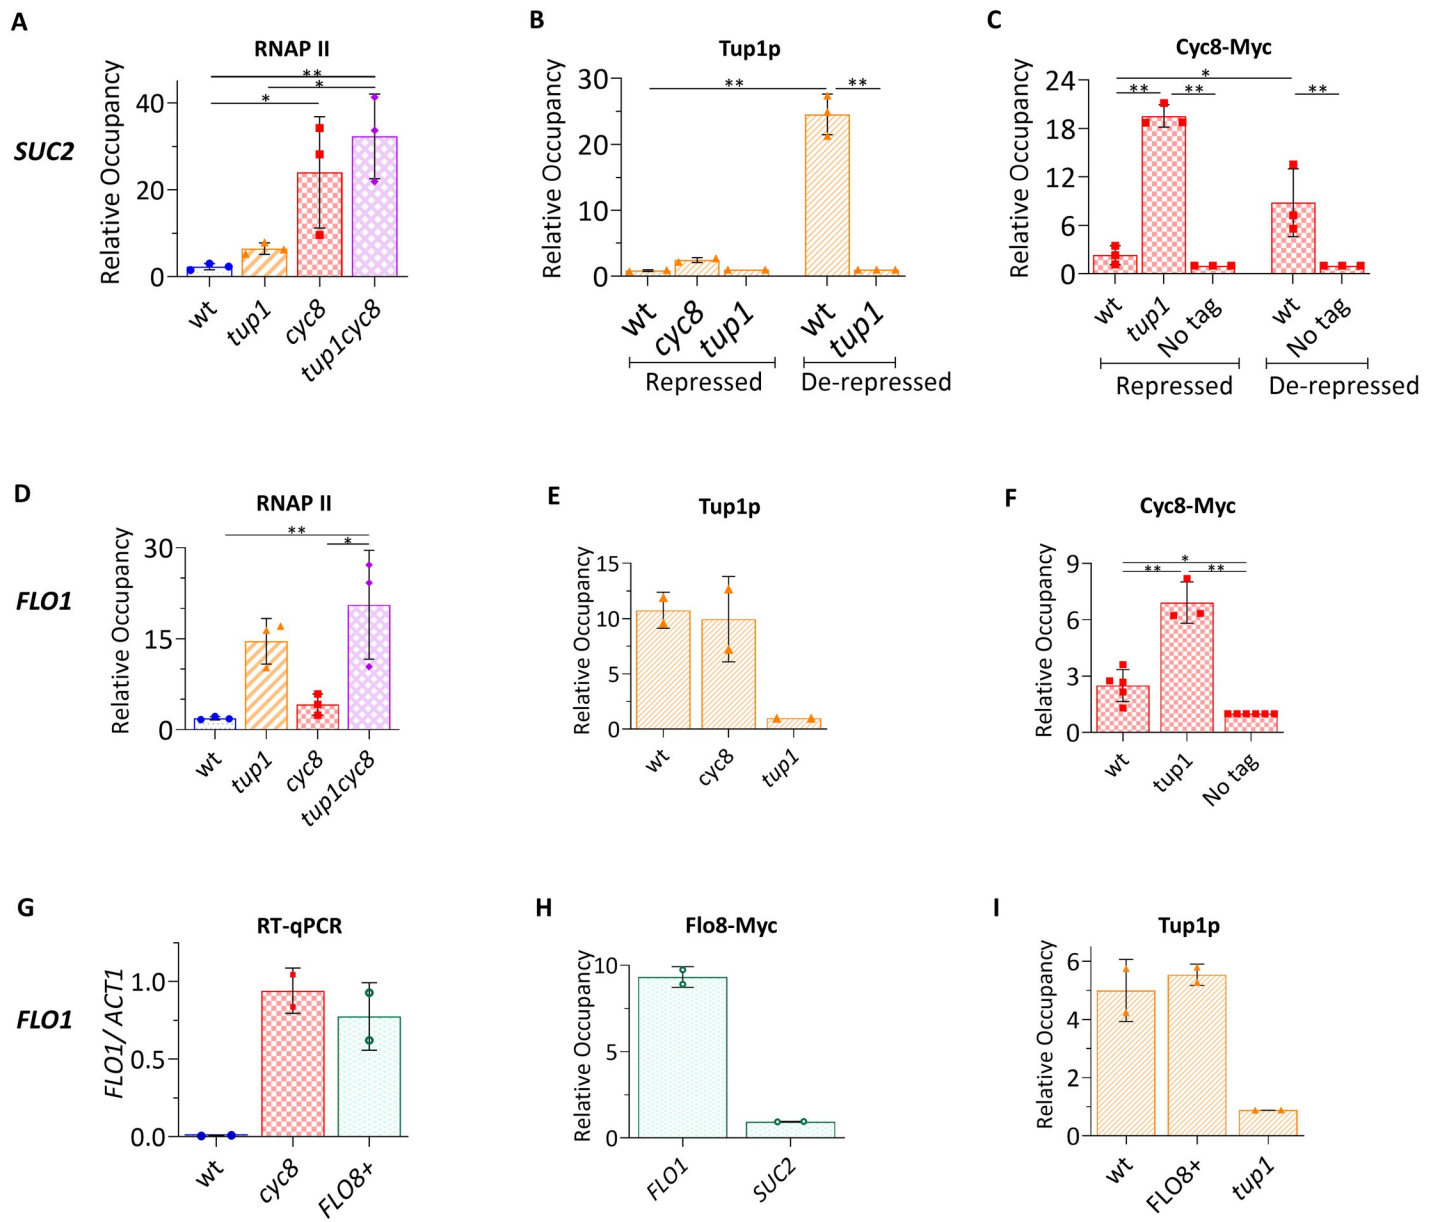 A
RNAP II
SUC2
Relative Occupancy
40
20
0
**
*
*
wt
tup1
cyc8
tup1cyc8
B
Tup1p
Relative Occupancy
30
20
10
0
**
**
wt
cyc8
tup1
wt
tup1
Repressed
De-repressed
C
Cyc8-Myc
Relative Occupancy
24
18
12
6
0
*
**
**
**
wt
tup1
No tag
wt
No tag
Repressed
De-repressed
D
RNAP II
FLO1
Relative Occupancy
30
15
0
**
*
wt
tup1
cyc8
tup1cyc8
E
Tup1p
Relative Occupancy
15
10
5
0
wt
cyc8
tup1
F
Cyc8-Myc
Relative Occupancy
9
6
3
0
*
**
**
wt
tup1
No tag
G
RT-qPCR
FLO1
FLO1/ ACT1
1.0
0.5
0.0
wt
cyc8
FLO8+
H
Flo8-Myc
Relative Occupancy
10
5
0
FLO1
SUC2
I
Tup1p
Relative Occupancy
6
4
2
0
wt
FLO8+
tup1